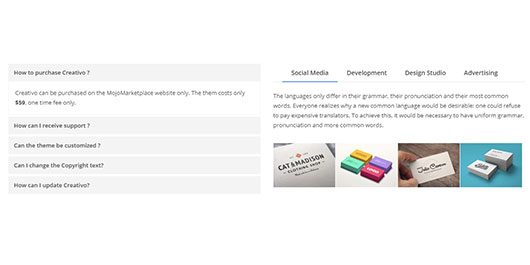 How to purchase Creativo ?
Creativo can be purchased on the MojoMarketplace website only. The them costs only
$59, one time fee only.
How can I receive support ?
Can the theme be customized ?
Can I change the Copyright text?
How can I update Creativo?
Social Media
Development
Design Studio
Advertising
The languages only differ in their grammar, their pronunciation and their most common
words. Everyone realizes why a new common language would be desirable: one could refuse
to pay expensive translators. To achieve this, it would be necessary to have uniform grammar,
pronunciation and more common words.
CAT & MADISON
CLOTHING SHOP